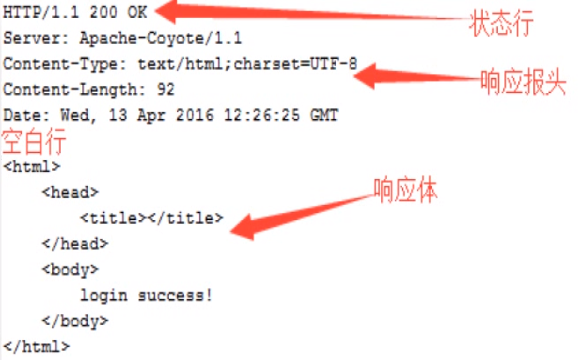 HTTP/1.1 200 OK 状态行
Server: Apache-Coyote/1.1
Content-Type: text/html;charset=UTF-8
响应报头
Content-Length: 92
Date: Wed, 13 Apr 2016 12:26:25 GMT
空白行
<html>
<head>
响应体
<title></title>
</head>
<body>
login success!
</body>
</html>